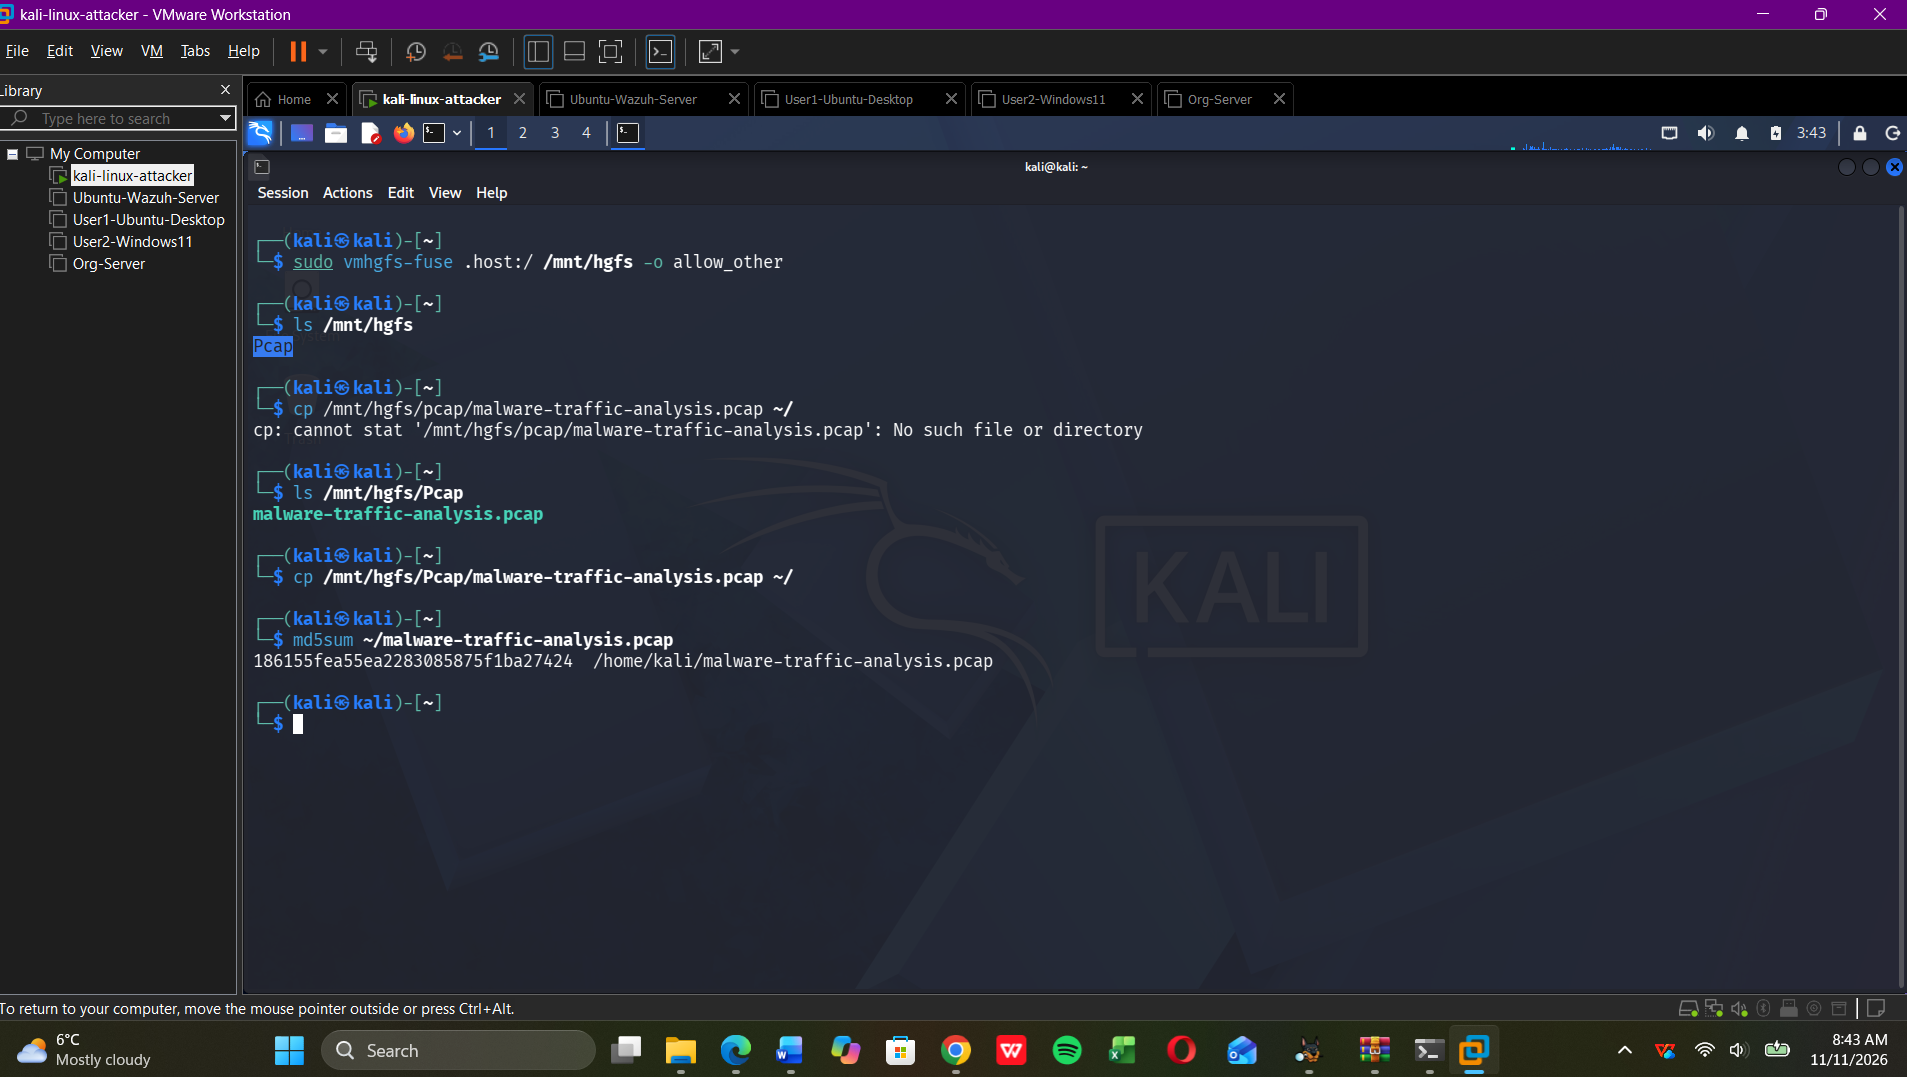 kali-linux-attacker - VMware Workstation
File Edit View VM Tabs Help
Library
Type here to search
My Computer
kali-linux-attacker
Ubuntu-Wazuh-Server
User1-Ubuntu-Desktop
User2-Windows11
Org-Server
Home kali-linux-attacker Ubuntu-Wazuh-Server User1-Ubuntu-Desktop User2-Windows11 Org-Server
1 2 3 4 3:43
kali@kali: ~
Session Actions Edit View Help
┌──(kali㉿kali)-[~]
└─$ sudo vmhgfs-fuse .host:/ /mnt/hgfs -o allow_other
┌──(kali㉿kali)-[~]
└─$ ls /mnt/hgfs
Pcap
┌──(kali㉿kali)-[~]
└─$ cp /mnt/hgfs/pcap/malware-traffic-analysis.pcap ~/
cp: cannot stat '/mnt/hgfs/pcap/malware-traffic-analysis.pcap': No such file or directory
┌──(kali㉿kali)-[~]
└─$ ls /mnt/hgfs/Pcap
malware-traffic-analysis.pcap
┌──(kali㉿kali)-[~]
└─$ cp /mnt/hgfs/Pcap/malware-traffic-analysis.pcap ~/
┌──(kali㉿kali)-[~]
└─$ md5sum ~/malware-traffic-analysis.pcap
186155fea55ea2283085875f1ba27424  /home/kali/malware-traffic-analysis.pcap
┌──(kali㉿kali)-[~]
└─$
KALI
To return to your computer, move the mouse pointer outside or press Ctrl+Alt.
6°C
Mostly cloudy
Search
8:43 AM
11/11/2026